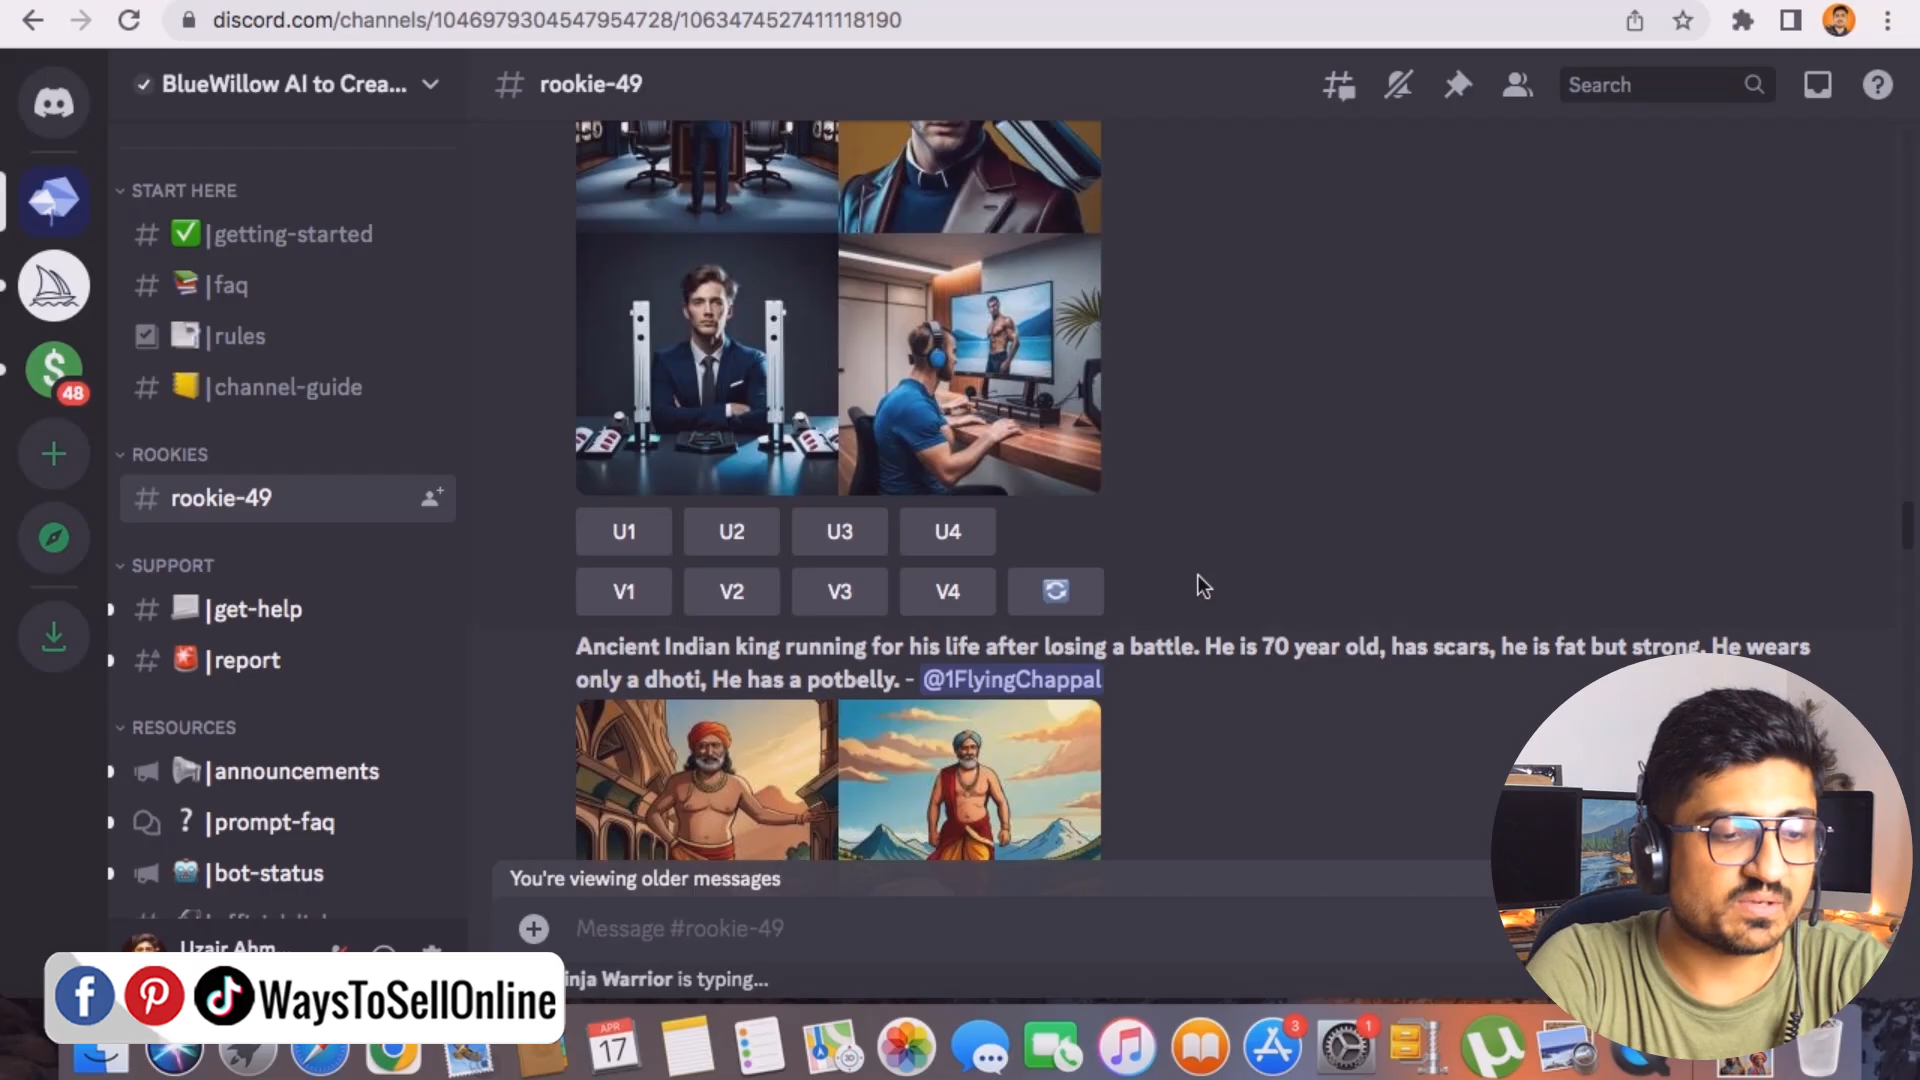 discord.com/channels/1046979304547954728/1063474527411118190
BlueWillow AI to Crea...
rookie-49
Search
START HERE
|getting-started
|faq
|rules
|channel-guide
48
ROOKIES
rookie-49
U1 U2 U3 U4
V1 V2 V3 V4
SUPPORT
|get-help
|report
Ancient Indian king running for his life after losing a battle. He is 70 year old, has scars, he is fat but strong. He wears
only a dhoti, He has a potbelly. - @1FlyingChappal
RESOURCES
|announcements
? |prompt-faq
|bot-status
You're viewing older messages
Message #rookie-49
Uzair Ahm...
inja Warrior is typing...
WaysToSellOnline
APR
17
3
1